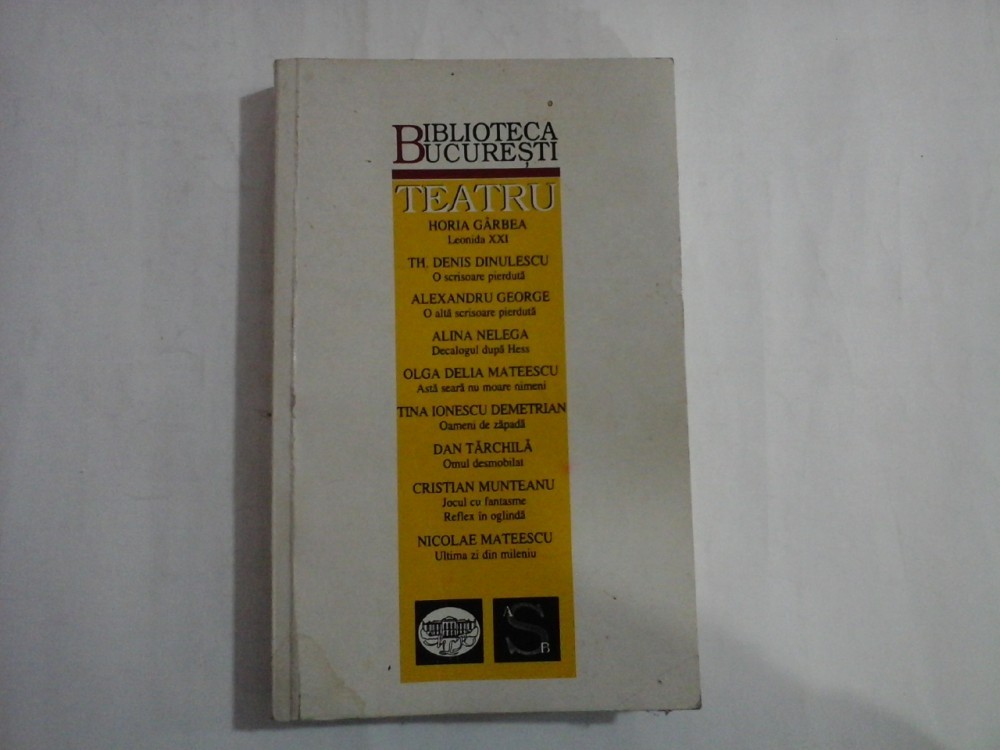 BIBLIOTECA
BUCUREȘTI
TEATRU
HORIA GÂRBEA
Leonida XXI
TH. DENIS DINULESCU
O scrisoare pierdută
ALEXANDRU GEORGE
O altă scrisoare pierdută
ALINA NELEGA
Decalogul după Hess
OLGA DELIA MATEESCU
Astă seară nu moare nimeni
TINA IONESCU DEMETRIAN
Oameni de zăpadă
DAN TĂRCHILĂ
Omul desmobilat
CRISTIAN MUNTEANU
Jocul cu fantasme
Reflex în oglindă
NICOLAE MATEESCU
Ultima zi din mileniu
A
S
B